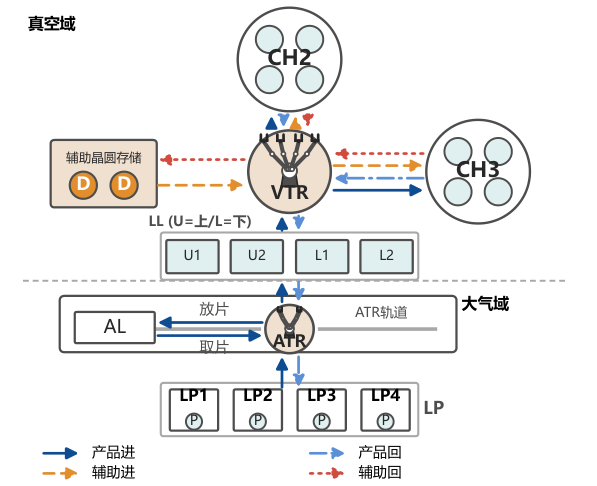 真空域
CH2
辅助晶圆存储
D D
VTR
CH3
LL (U=上/L=下)
U1 U2 L1 L2
大气域
放片
ATR轨道
AL
ATR
取片
LP1 LP2 LP3 LP4
LP
P P P P
产品进 产品回
辅助进 辅助回